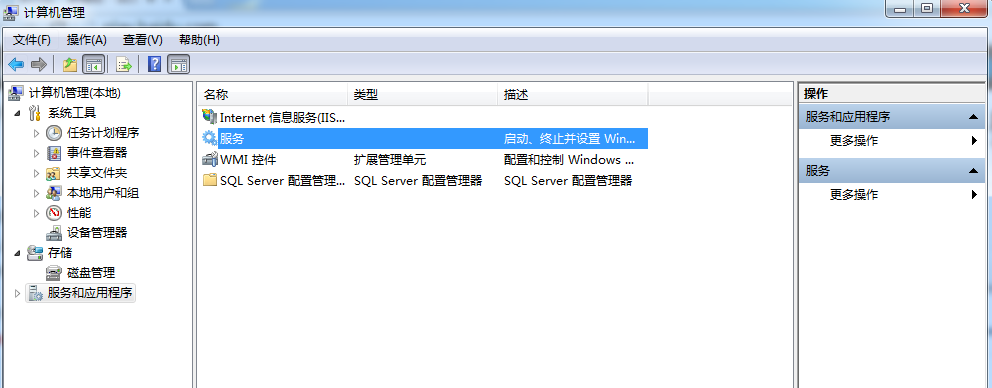 计算机管理
文件(F) 操作(A) 查看(V) 帮助(H)
计算机管理(本地)
系统工具
任务计划程序
事件查看器
共享文件夹
本地用户和组
性能
设备管理器
存储
磁盘管理
服务和应用程序
名称 类型 描述
Internet 信息服务(IIS...
服务 启动、终止并设置 Win...
WMI 控件 扩展管理单元 配置和控制 Windows ...
SQL Server 配置管理... SQL Server 配置管理器 SQL Server 配置管理器
操作
服务和应用程序
更多操作
服务
更多操作